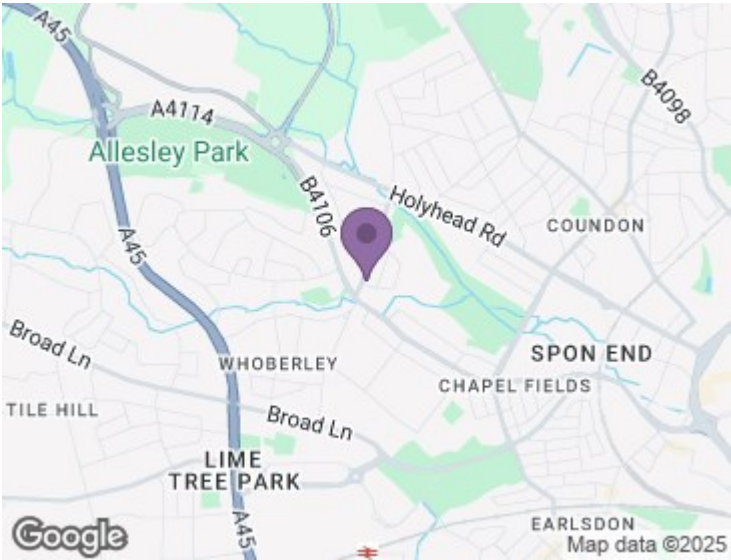 A45
A4114
B4098
Allesley Park
B4106
Holyhead Rd
COUNDON
A45
Broad Ln
WHOBERLEY
SPON END
CHAPEL FIELDS
TILE HILL
Broad Ln
LIME
TREE PARK
A45
EARLSDON
Google
Map data ©2025